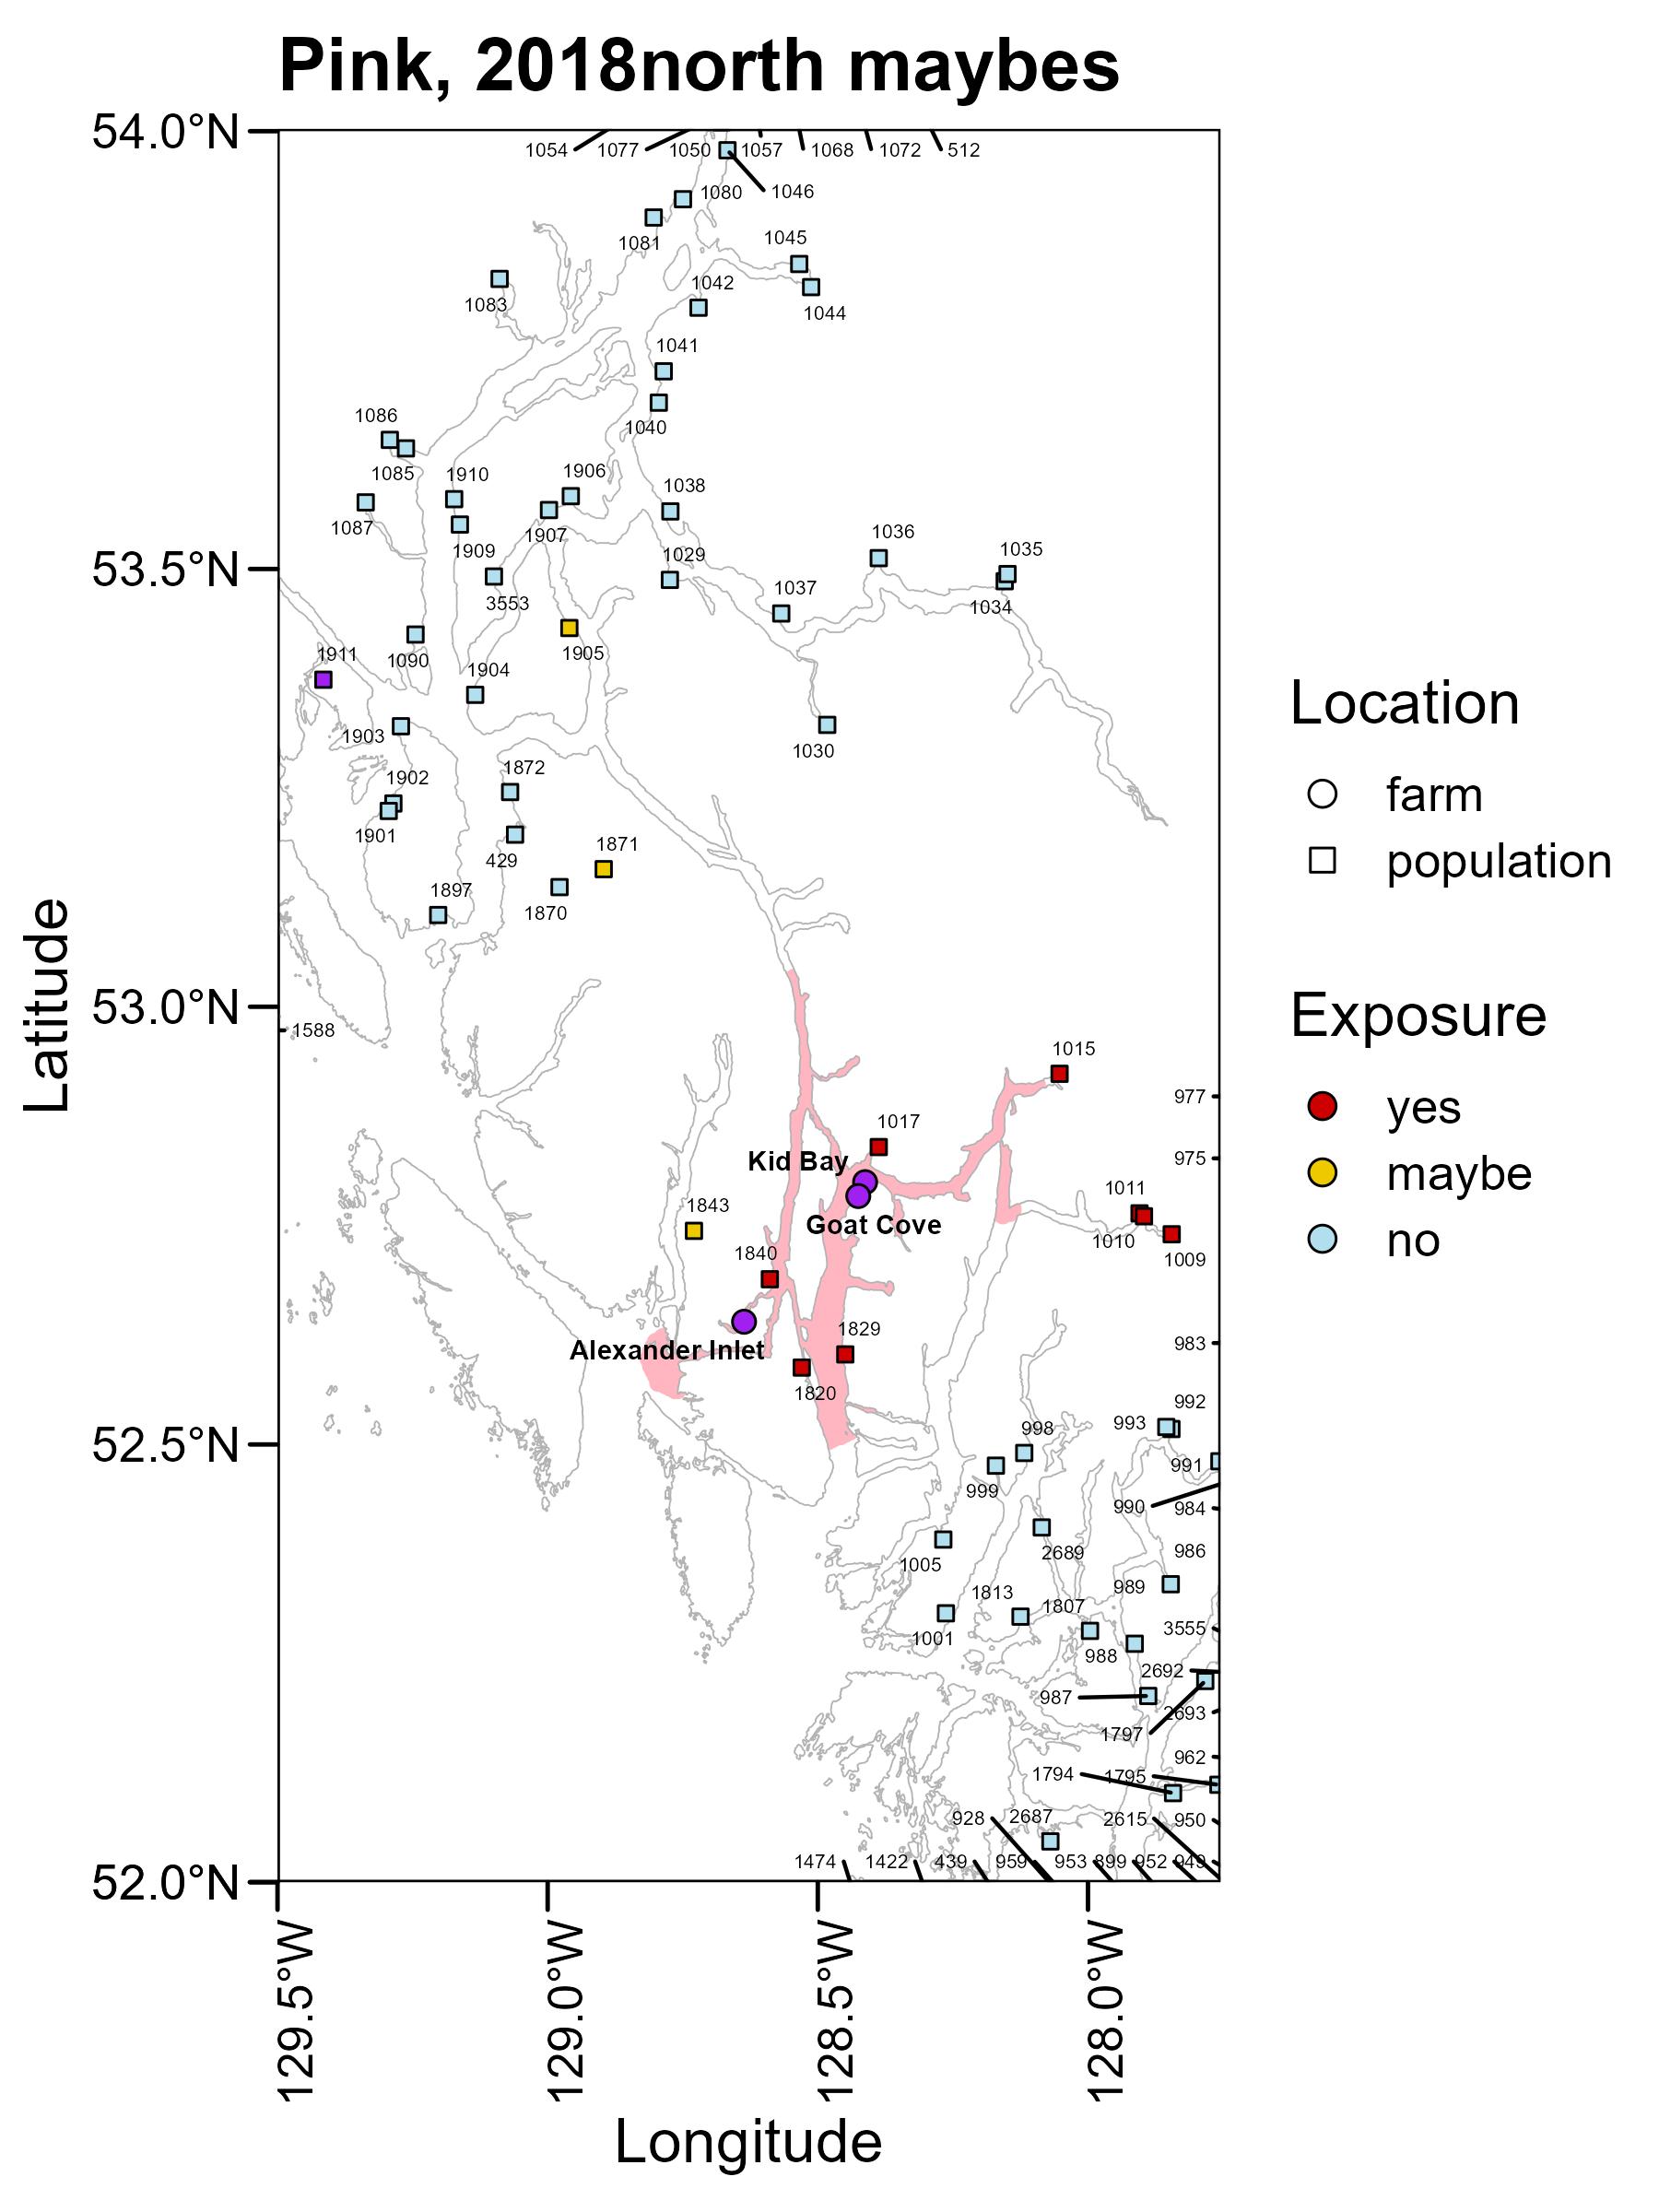 Pink, 2018north maybes
54.0°N
53.5°N
53.0°N
52.5°N
52.0°N
Latitude
129.5°W
129.0°W
128.5°W
128.0°W
Longitude
1054 1077 1050 1057 1068 1072 512
1080 1046
1081 1045
1042
1083 1044
1041
1086 1040
1085 1910 1906 1038
1087 1907 1036
1909 1029 1035
3553 1037 1034
1911 1090 1905
1904
1903 1030
1902 1872
1901 429 1871
1897 1870
1588
1015
977
1017
Kid Bay 975
1843 Goat Cove 1011
1840 1010 1009
Alexander Inlet 1829 983
1820 992
998 993
999 991
990 984
1005 2689 986
1813 1807 989
1001 988 3555
2692
987 2693
1797
962
1794 1795
928 2687 2615 950
1474 1422 439 959 953 899 952 949
Location
farm
population
Exposure
yes
maybe
no